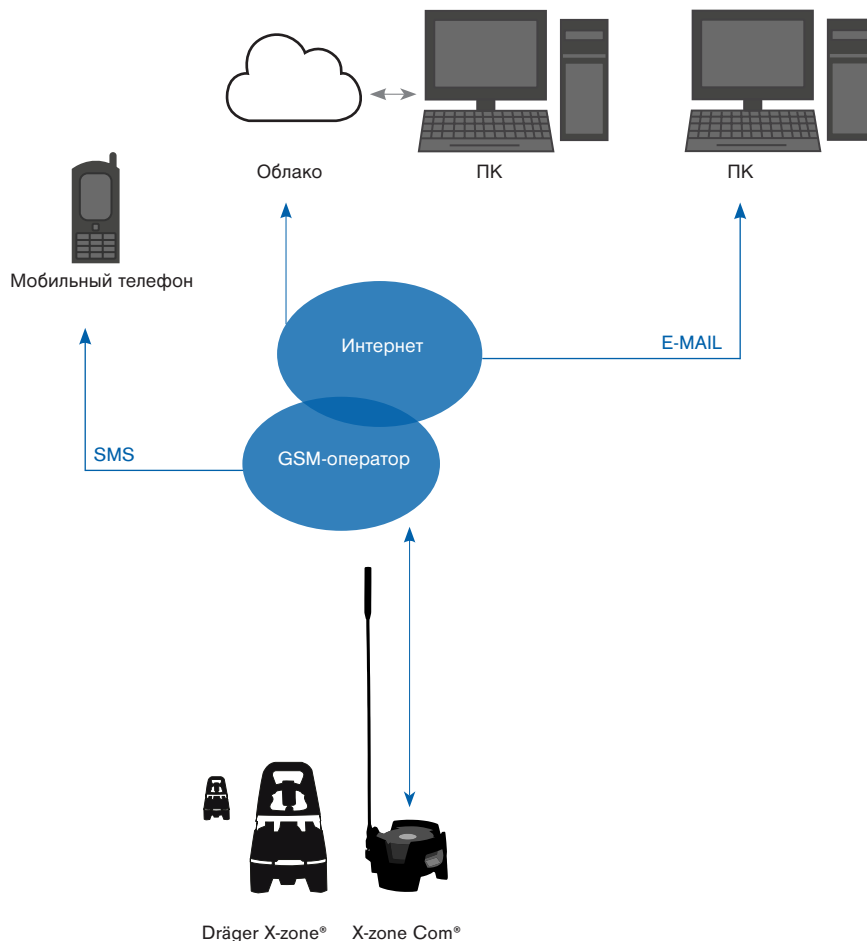 Облако
ПК
ПК
Мобильный телефон
Интернет
E-MAIL
SMS
GSM-оператор
Dräger X-zone®
X-zone Com®